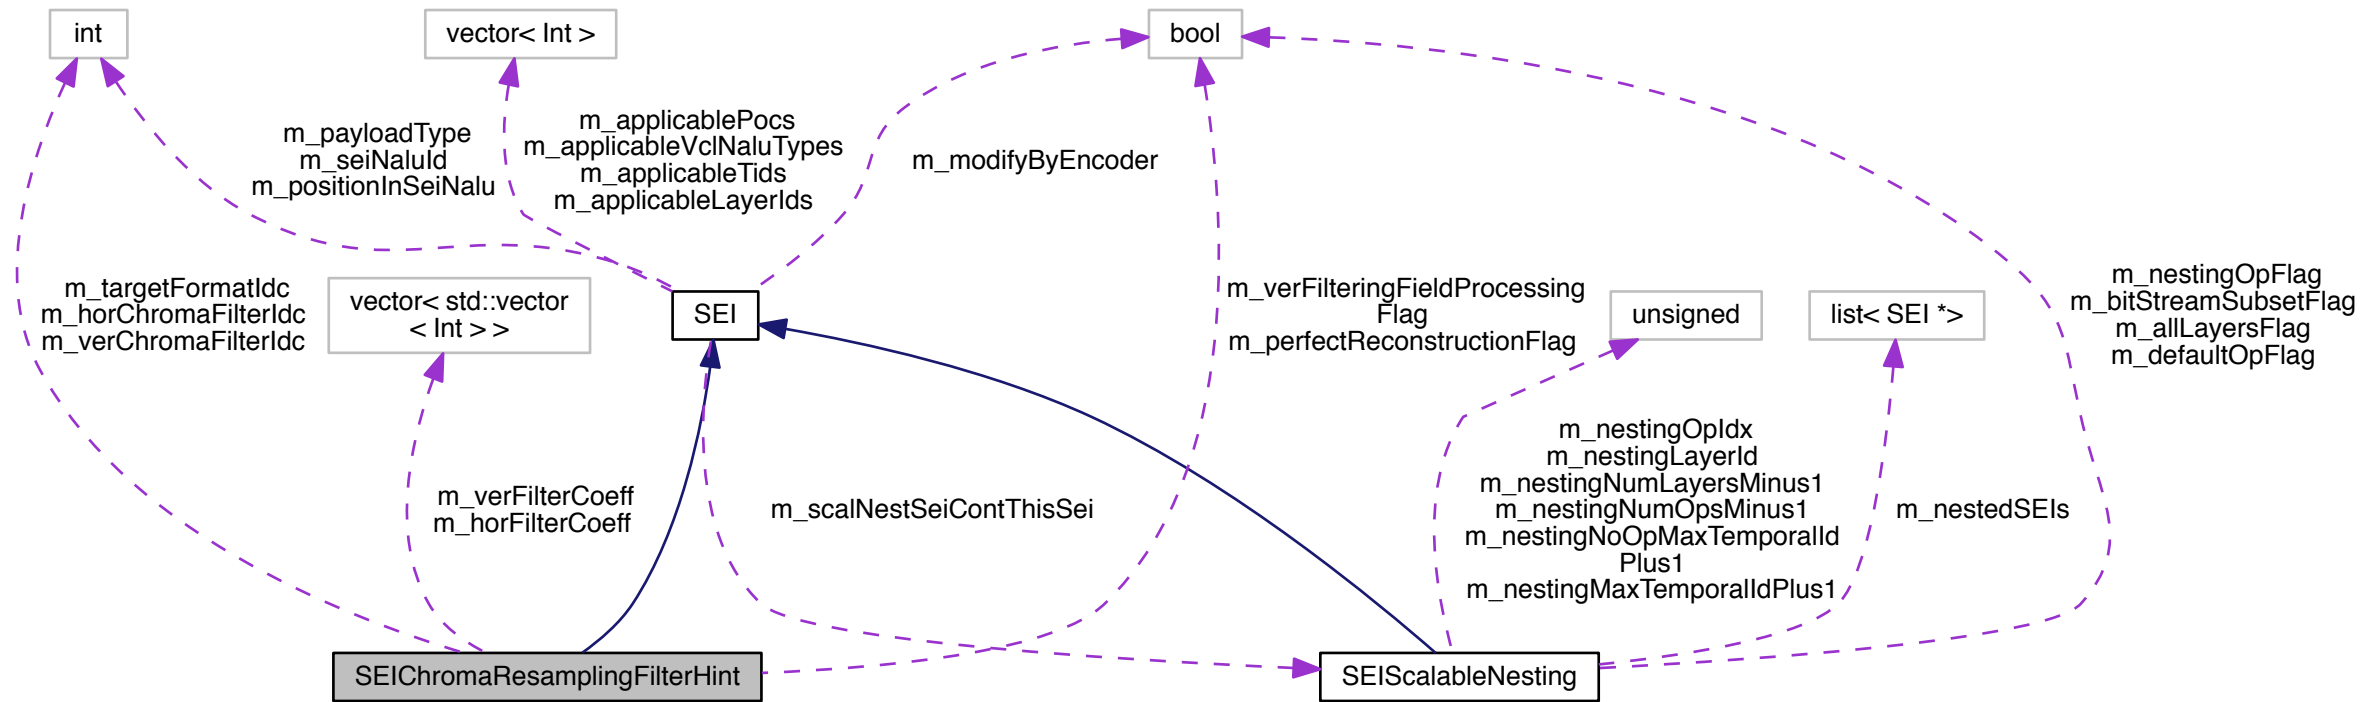 int
vector< Int >
bool
m_payloadType
m_seiNaluId
m_positionInSeiNalu
m_applicablePocs
m_applicableVclNaluTypes
m_applicableTids
m_applicableLayerIds
m_modifyByEncoder
m_targetFormatIdc
m_horChromaFilterIdc
m_verChromaFilterIdc
vector< std::vector
< Int > >
SEI
m_verFilteringFieldProcessing
Flag
m_perfectReconstructionFlag
unsigned
list< SEI *>
m_nestingOpFlag
m_bitStreamSubsetFlag
m_allLayersFlag
m_defaultOpFlag
m_verFilterCoeff
m_horFilterCoeff
m_scalNestSeiContThisSei
m_nestingOpIdx
m_nestingLayerId
m_nestingNumLayersMinus1
m_nestingNumOpsMinus1
m_nestingNoOpMaxTemporalId
Plus1
m_nestingMaxTemporalIdPlus1
m_nestedSEIs
SEIChromaResamplingFilterHint
SEIScalableNesting